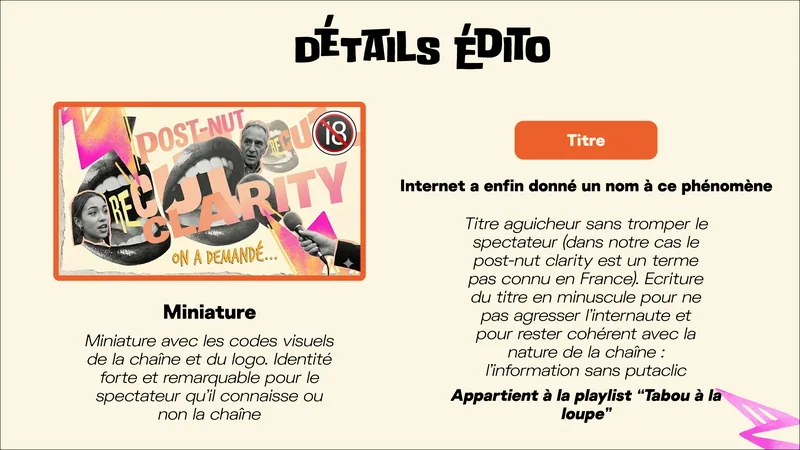 DÉTAILS ÉDITO
POST-NUT
RECUT
18
RECUT
CLARITY
ON A DEMANDÉ...
Miniature
Miniature avec les codes visuels
de la chaîne et du logo. Identité
forte et remarquable pour le
spectateur qu'il connaisse ou
non la chaîne
Titre
Internet a enfin donné un nom à ce phénomène
Titre aguicheur sans tromper le
spectateur (dans notre cas le
post-nut clarity est un terme
pas connu en France). Ecriture
du titre en minuscule pour ne
pas agresser l'internaute et
pour rester cohérent avec la
nature de la chaîne :
l'information sans putaclic
Appartient à la playlist “Tabou à la
loupe”